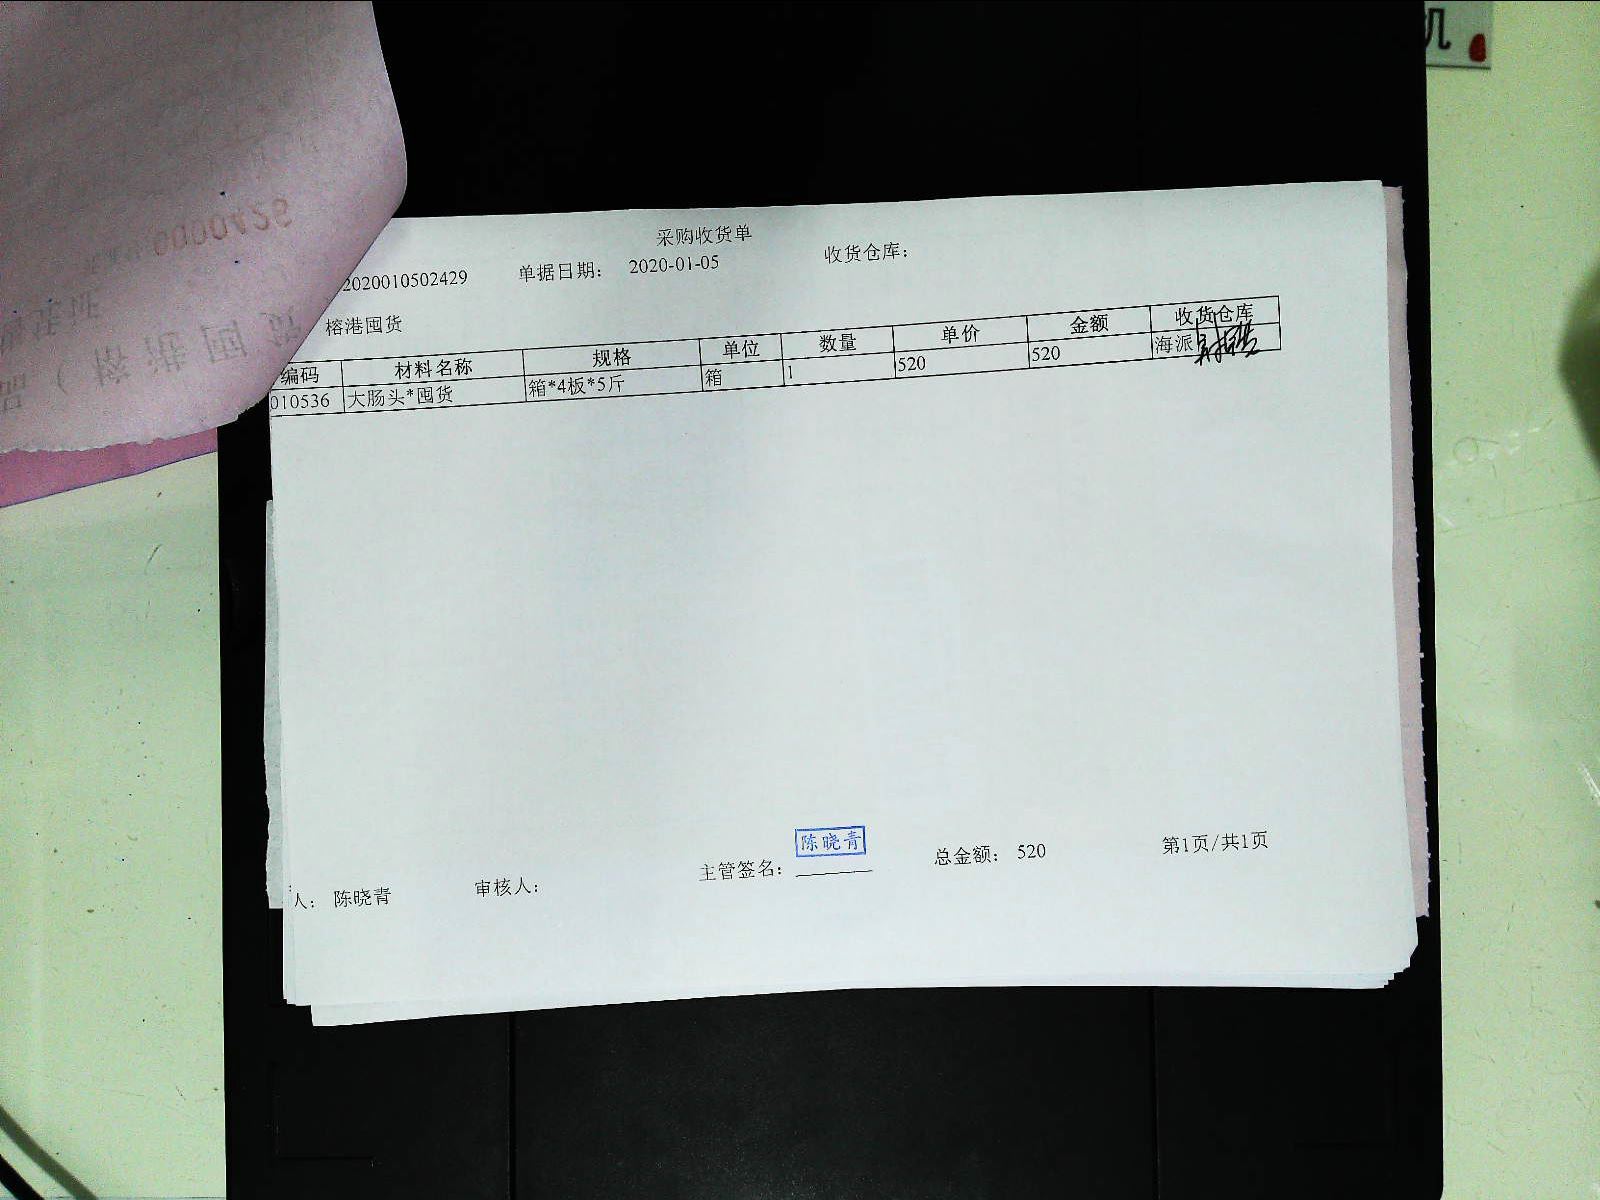 机
0000426
采购收货单
2020010502429 单据日期： 2020-01-05 收货仓库：
榕港囤货
编码 材料名称 规格 单位 数量 单价 金额 收货仓库
010536 大肠头*囤货 箱*4板*5斤 箱 1 520 520 海派
陈晓青
人： 陈晓青 审核人： 主管签名： 总金额： 520 第1页/共1页